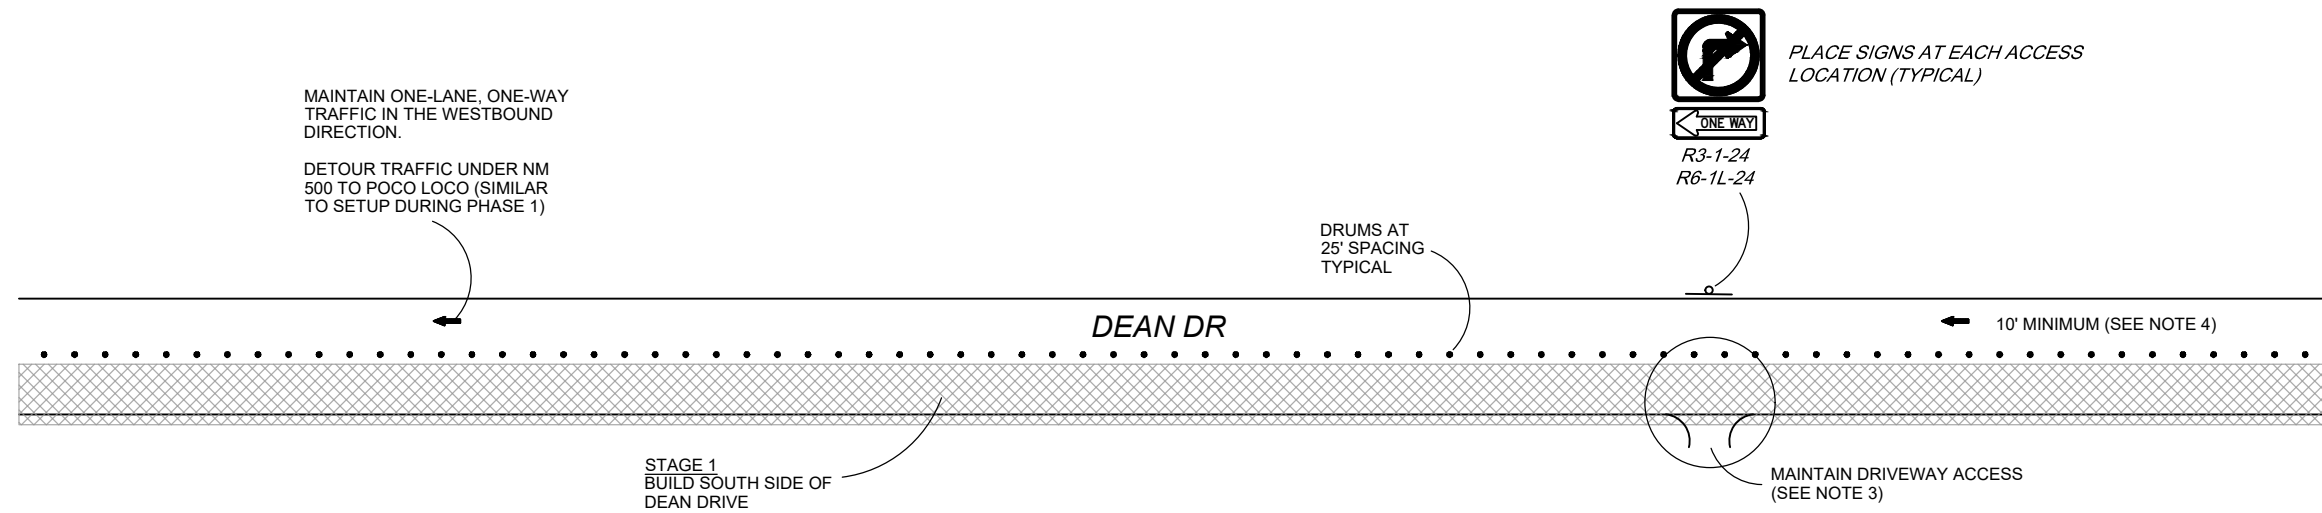 PLACE SIGNS AT EACH ACCESS
LOCATION (TYPICAL)
ONE WAY
R3-1-24
R6-1L-24
MAINTAIN ONE-LANE, ONE-WAY
TRAFFIC IN THE WESTBOUND
DIRECTION.
DETOUR TRAFFIC UNDER NM
500 TO POCO LOCO (SIMILAR
TO SETUP DURING PHASE 1)
DRUMS AT
25' SPACING
TYPICAL
DEAN DR
10' MINIMUM (SEE NOTE 4)
STAGE 1
BUILD SOUTH SIDE OF
DEAN DRIVE
MAINTAIN DRIVEWAY ACCESS
(SEE NOTE 3)